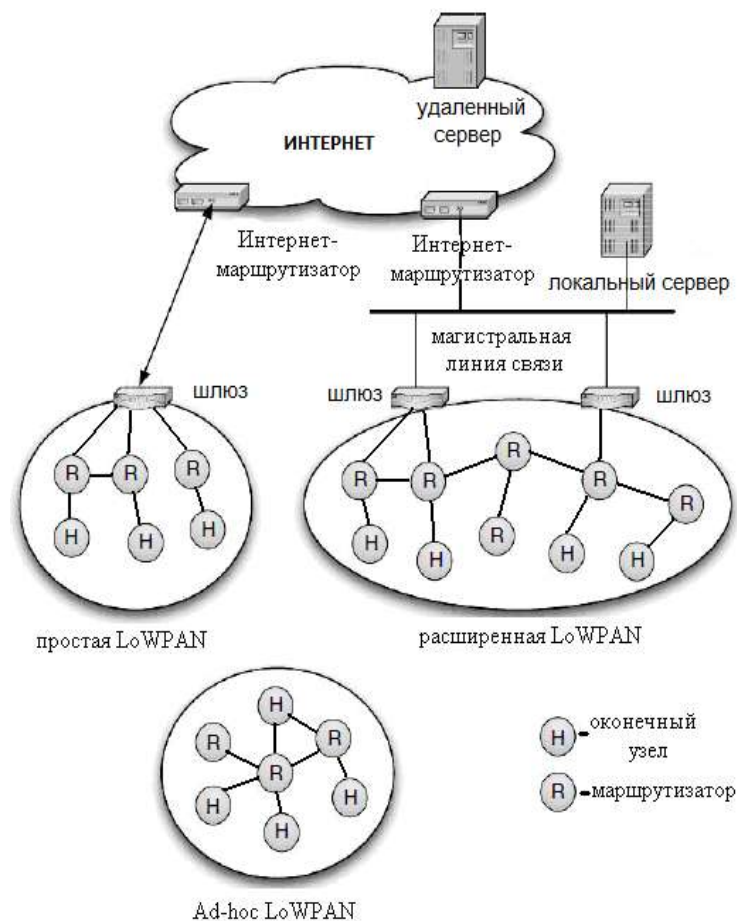 удаленный
сервер
ИНТЕРНЕТ
Интернет-
маршрутизатор
Интернет-
маршрутизатор
локальный сервер
магистральная
линия связи
шлюз
шлюз
шлюз
R
R
R
H
H
H
R
R
R
R
R
H
H
R
H
H
простая LoWPAN
расширенная LoWPAN
H
R
R
R
H
H
H
H
-оконечный
узел
R
-маршрутизатор
Ad-hoc LoWPAN